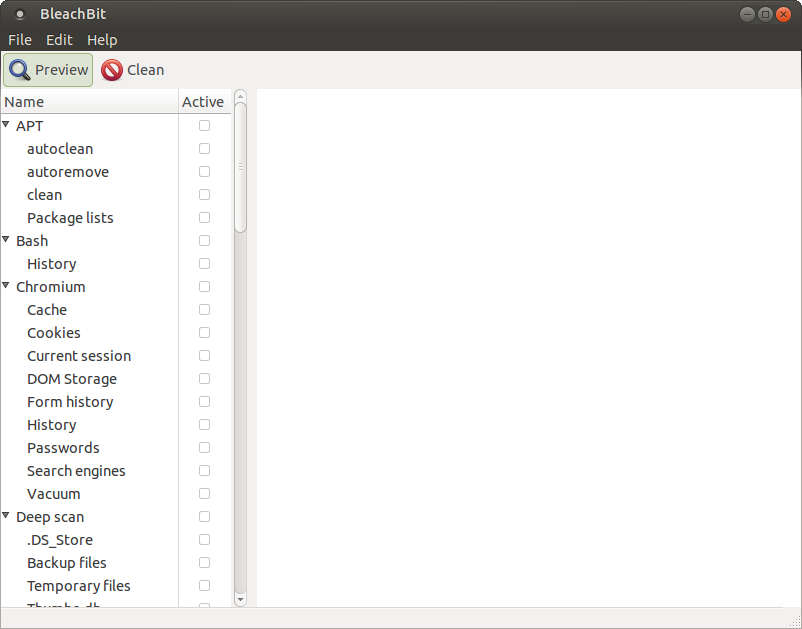 BleachBit
File Edit Help
Preview Clean
Name Active
APT
autoclean
autoremove
clean
Package lists
Bash
History
Chromium
Cache
Cookies
Current session
DOM Storage
Form history
History
Passwords
Search engines
Vacuum
Deep scan
.DS_Store
Backup files
Temporary files